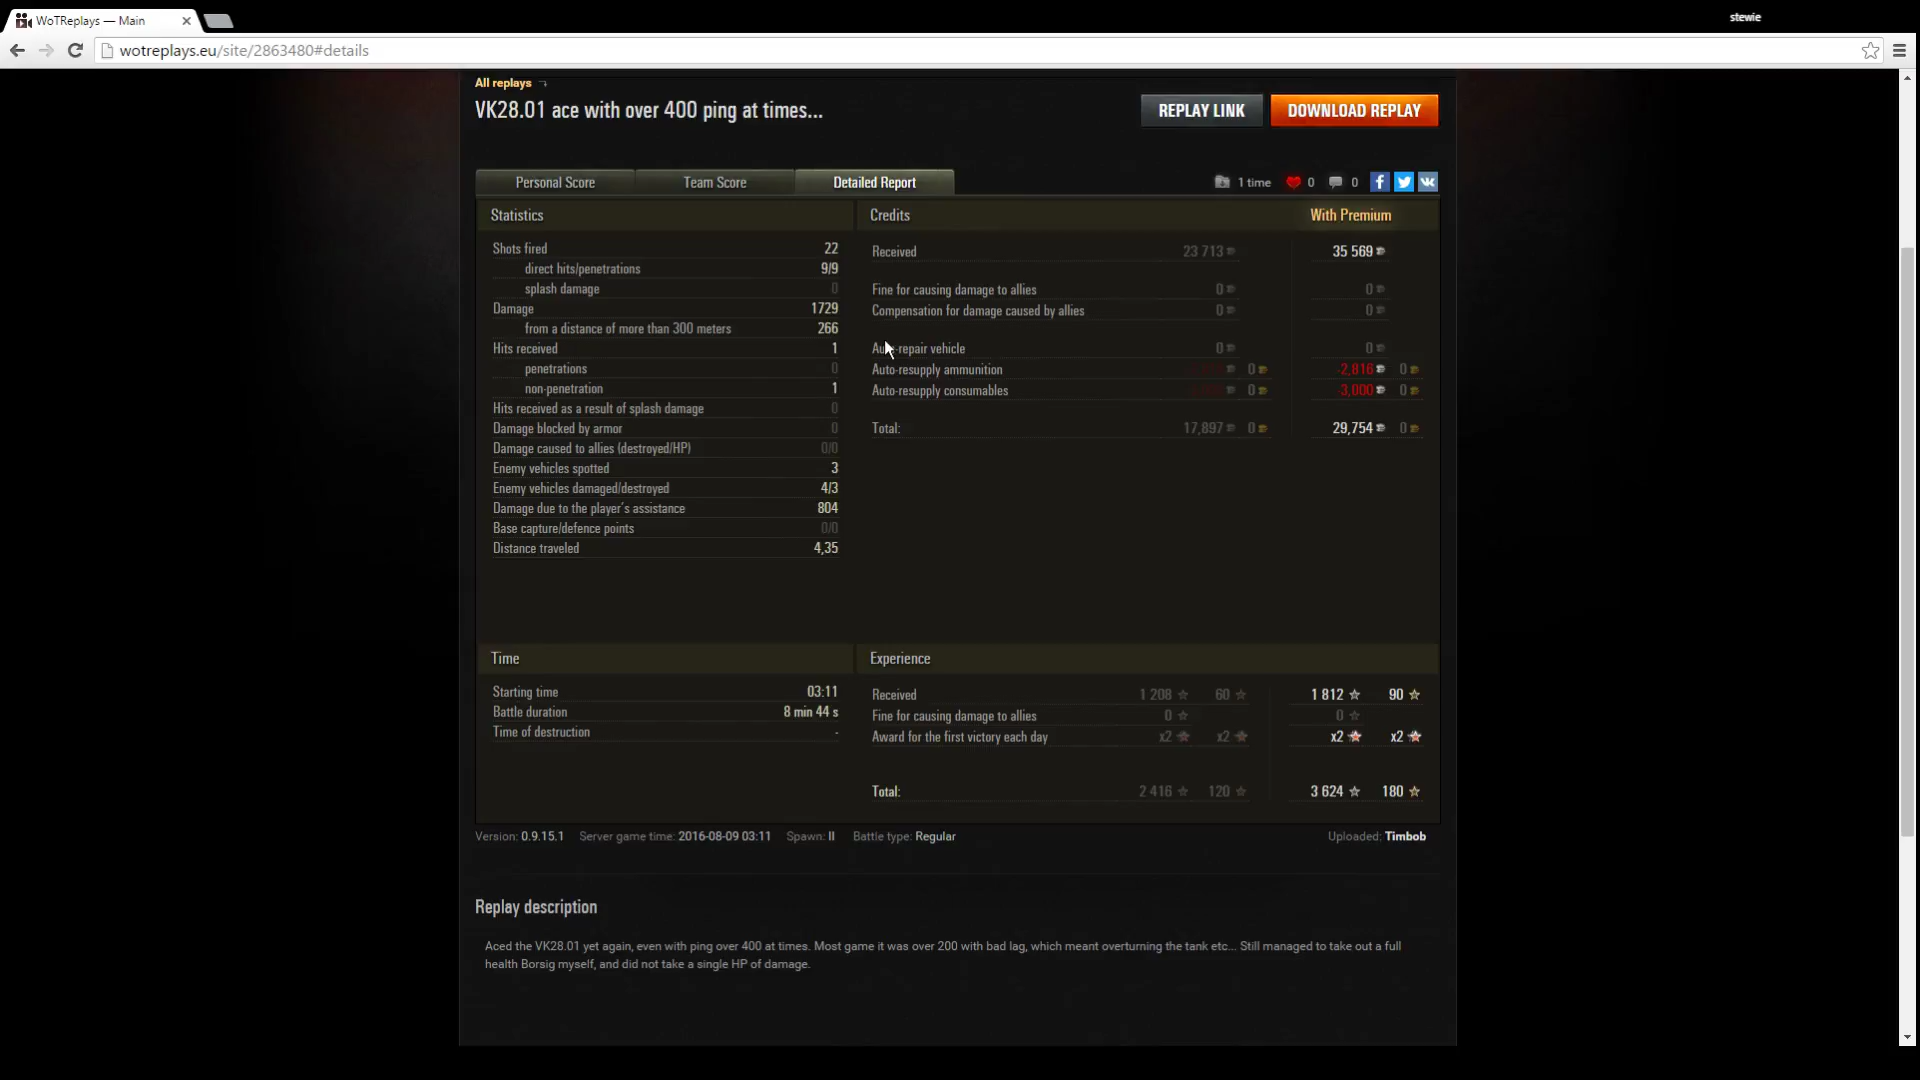 WoTReplays — Main
stewie
wotreplays.eu/site/2863480#details
All replays
VK28.01 ace with over 400 ping at times...
REPLAY LINK
DOWNLOAD REPLAY
Personal Score
Team Score
Detailed Report
1 time
0
0
Statistics
Credits
With Premium
Shots fired 22
direct hits/penetrations 9/9
splash damage 0
Damage 1729
from a distance of more than 300 meters 266
Hits received 1
penetrations 0
non-penetration 1
Hits received as a result of splash damage 0
Damage blocked by armor 0
Damage caused to allies (destroyed/HP) 0/0
Enemy vehicles spotted 3
Enemy vehicles damaged/destroyed 4/3
Damage due to the player's assistance 804
Base capture/defence points 0/0
Distance traveled 4,35
Received 23 713 35 569
Fine for causing damage to allies 0 0
Compensation for damage caused by allies 0 0
repair vehicle 0 0
Auto-resupply ammunition 0 -2,816 0
Auto-resupply consumables 0 -3,000 0
Total: 17,897 0 29,754 0
Time
Experience
Starting time 03:11
Battle duration 8 min 44 s
Time of destruction -
Received 1 208 60 1 812 90
Fine for causing damage to allies 0 0
Award for the first victory each day x2 x2 x2 x2
Total: 2 416 120 3 624 180
Version: 0.9.15.1 Server game time: 2016-08-09 03:11 Spawn: II Battle type: Regular
Uploaded: Timbob
Replay description
Aced the VK28.01 yet again, even with ping over 400 at times. Most game it was over 200 with bad lag, which meant overturning the tank etc... Still managed to take out a full
health Borsig myself, and did not take a single HP of damage.